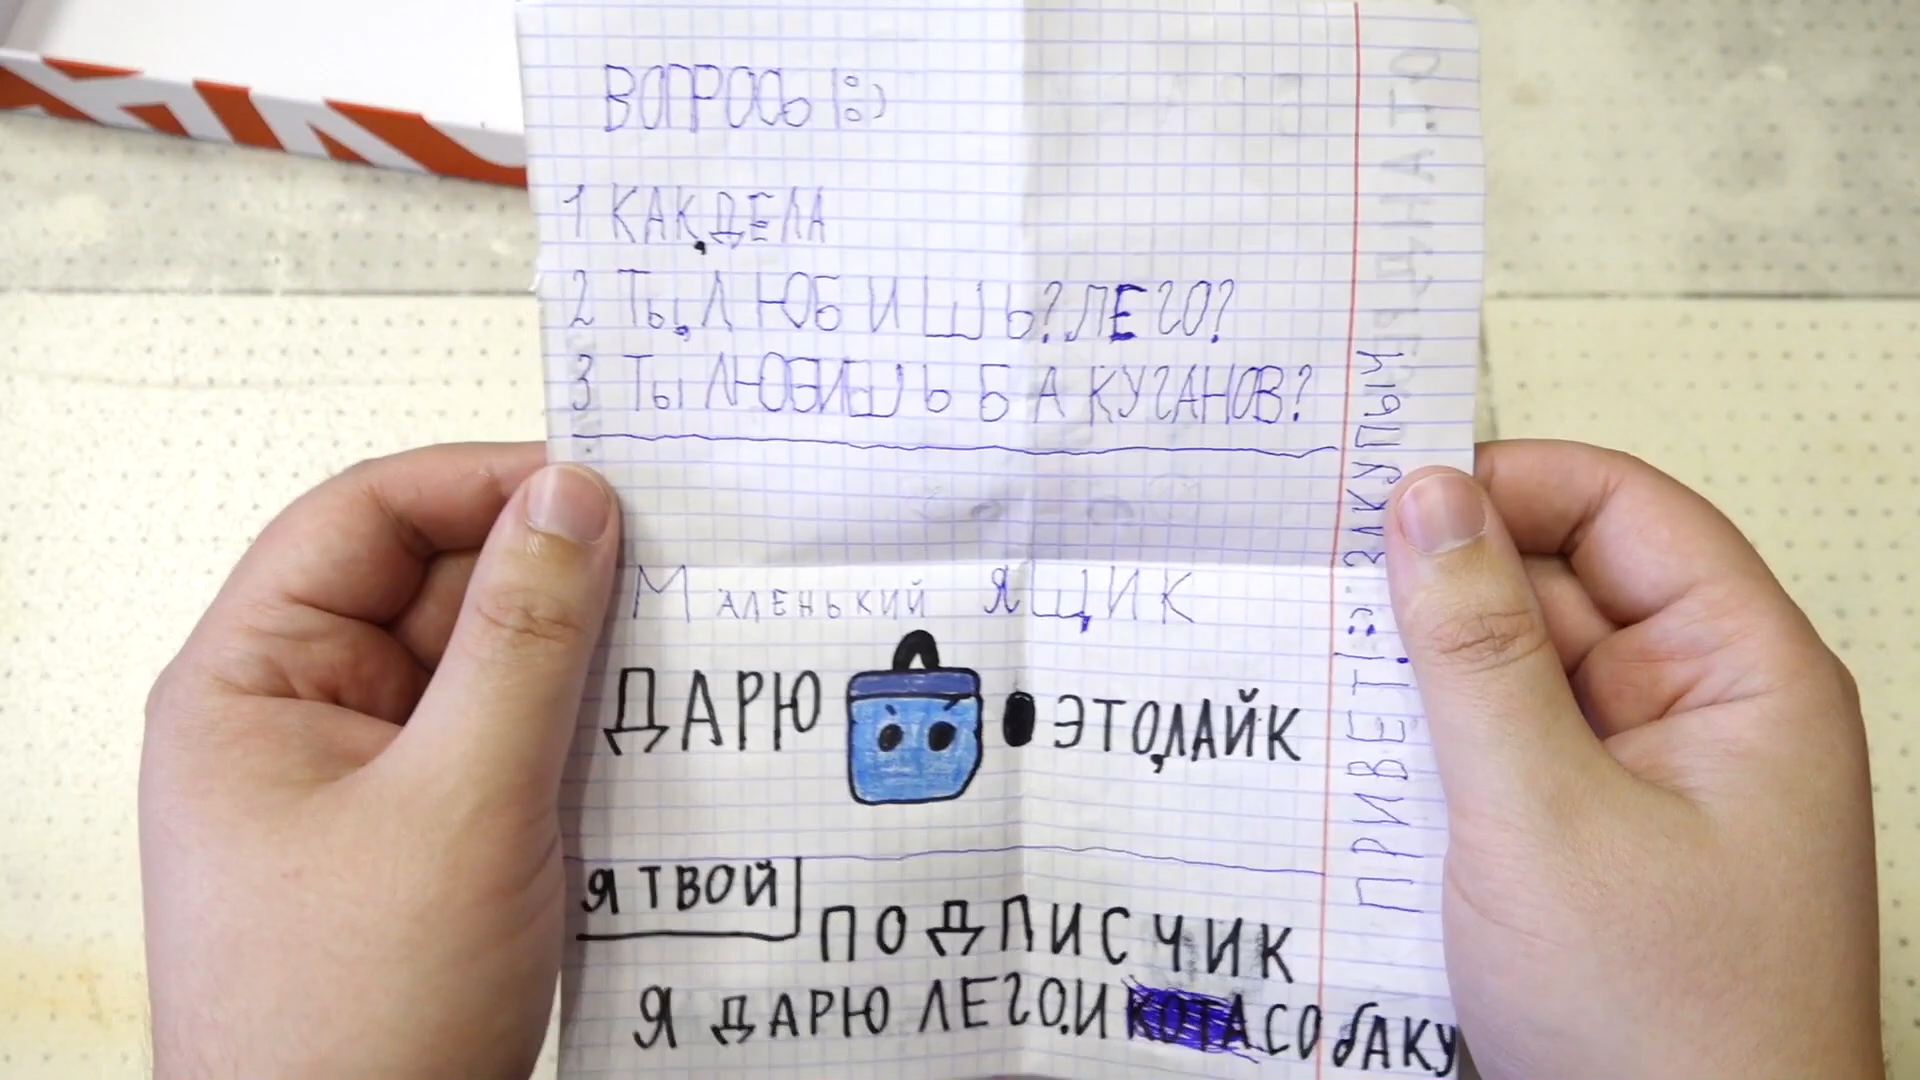 ВОПРОСЬ !:)
1 КАК,ДЕЛА
2 ТЫ,ЛЮБИШЬ? ЛЕГО?
3 ТЫ ЛЮБИШЬ БАКУГАНОВ?
МАЛЕНЬКИЙ ЯЩИК
ДАРЮ ЭТО,ЛАЙК
Я ТВОЙ
ПОДПИСЧИК
Я ДАРЮ ЛЕГО.И КОТА СОБАКУ
ПРИВЕТ!:) ЗАКУПЫЧ